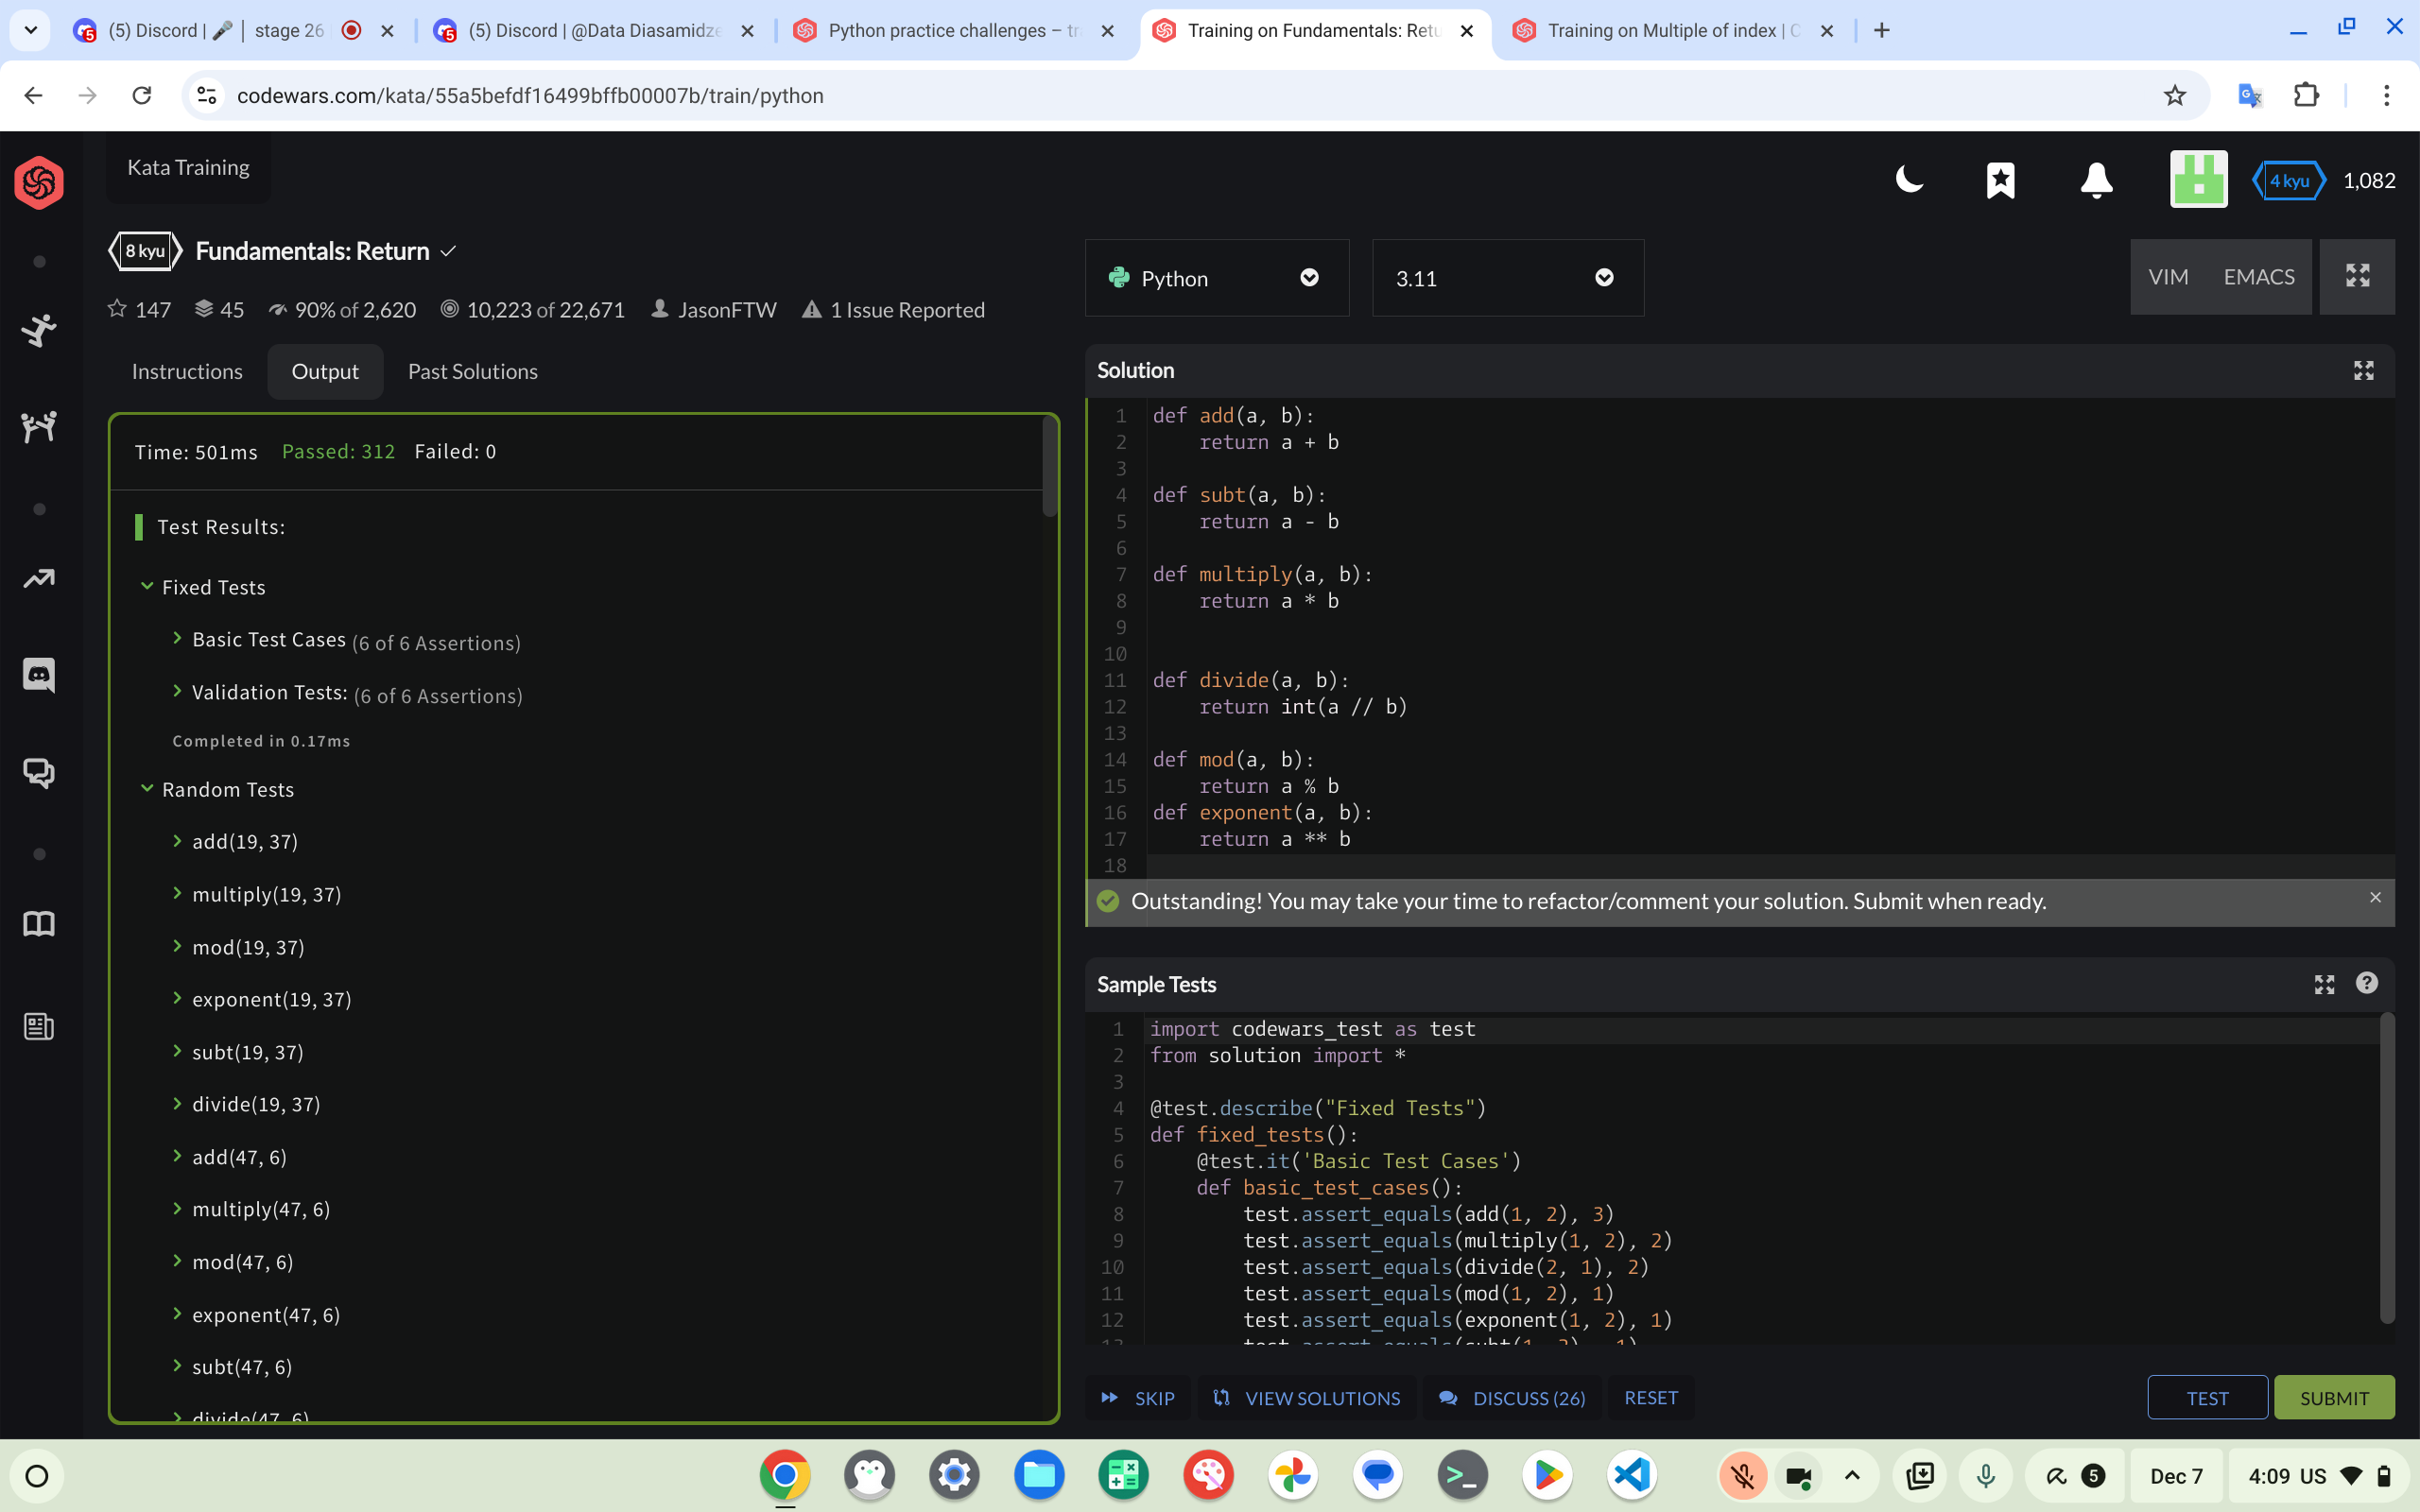 (5) Discord | 🎤 | stage 26
(5) Discord | @Data Diasamidze
Python practice challenges – tr
Training on Fundamentals: Retu
Training on Multiple of index | C
codewars.com/kata/55a5befdf16499bffb00007b/train/python
Kata Training
4 kyu 1,082
8 kyu Fundamentals: Return
147 45 90% of 2,620 10,223 of 22,671 JasonFTW 1 Issue Reported
Instructions Output Past Solutions
Time: 501ms Passed: 312 Failed: 0
Test Results:
Fixed Tests
Basic Test Cases (6 of 6 Assertions)
Validation Tests: (6 of 6 Assertions)
Completed in 0.17ms
Random Tests
add(19, 37)
multiply(19, 37)
mod(19, 37)
exponent(19, 37)
subt(19, 37)
divide(19, 37)
add(47, 6)
multiply(47, 6)
mod(47, 6)
exponent(47, 6)
subt(47, 6)
divide(47, 6)
Python 3.11 VIM EMACS
Solution
1 def add(a, b):
2     return a + b
3
4 def subt(a, b):
5     return a - b
6
7 def multiply(a, b):
8     return a * b
9
10
11 def divide(a, b):
12     return int(a // b)
13
14 def mod(a, b):
15     return a % b
16 def exponent(a, b):
17     return a ** b
18
Outstanding! You may take your time to refactor/comment your solution. Submit when ready.
Sample Tests
1 import codewars_test as test
2 from solution import *
3
4 @test.describe("Fixed Tests")
5 def fixed_tests():
6     @test.it('Basic Test Cases')
7     def basic_test_cases():
8         test.assert_equals(add(1, 2), 3)
9         test.assert_equals(multiply(1, 2), 2)
10         test.assert_equals(divide(2, 1), 2)
11         test.assert_equals(mod(1, 2), 1)
12         test.assert_equals(exponent(1, 2), 1)
SKIP VIEW SOLUTIONS DISCUSS (26) RESET TEST SUBMIT
5 Dec 7 4:09 US